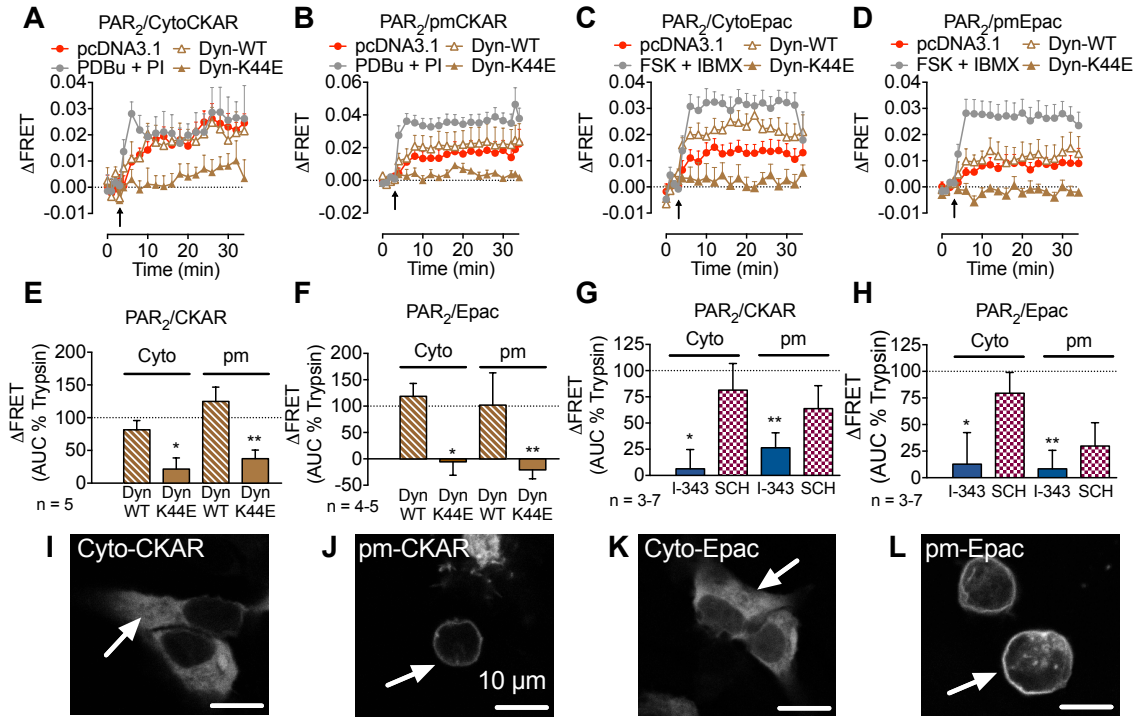 A
PAR2/CytoCKAR
pcDNA3.1
Dyn-WT
PDBu + PI
Dyn-K44E
ΔFRET
0.04
0.03
0.02
0.01
0.00
-0.01
0 10 20 30
Time (min)
B
PAR2/pmCKAR
pcDNA3.1
Dyn-WT
PDBu + PI
Dyn-K44E
ΔFRET
0.06
0.04
0.02
0.00
-0.02
0 10 20 30
Time (min)
C
PAR2/CytoEpac
pcDNA3.1
Dyn-WT
FSK + IBMX
Dyn-K44E
ΔFRET
0.04
0.03
0.02
0.01
0.00
-0.01
0 10 20 30
Time (min)
D
PAR2/pmEpac
pcDNA3.1
Dyn-WT
FSK + IBMX
Dyn-K44E
ΔFRET
0.04
0.03
0.02
0.01
0.00
-0.01
0 10 20 30
Time (min)
E
PAR2/CKAR
Cyto pm
ΔFRET
(AUC % Trypsin)
200
150
100
50
0
* **
Dyn Dyn Dyn Dyn
WT K44E WT K44E
n = 5
F
PAR2/Epac
Cyto pm
ΔFRET
(AUC % Trypsin)
200
150
100
50
0
-50
* **
Dyn Dyn Dyn Dyn
WT K44E WT K44E
n = 4-5
G
PAR2/CKAR
Cyto pm
ΔFRET
(AUC % Trypsin)
125
100
75
50
25
0
* **
I-343 SCH I-343 SCH
n = 3-7
H
PAR2/Epac
Cyto pm
ΔFRET
(AUC % Trypsin)
125
100
75
50
25
0
* **
I-343 SCH I-343 SCH
n = 3-7
I
Cyto-CKAR
J
pm-CKAR
10 μm
K
Cyto-Epac
L
pm-Epac